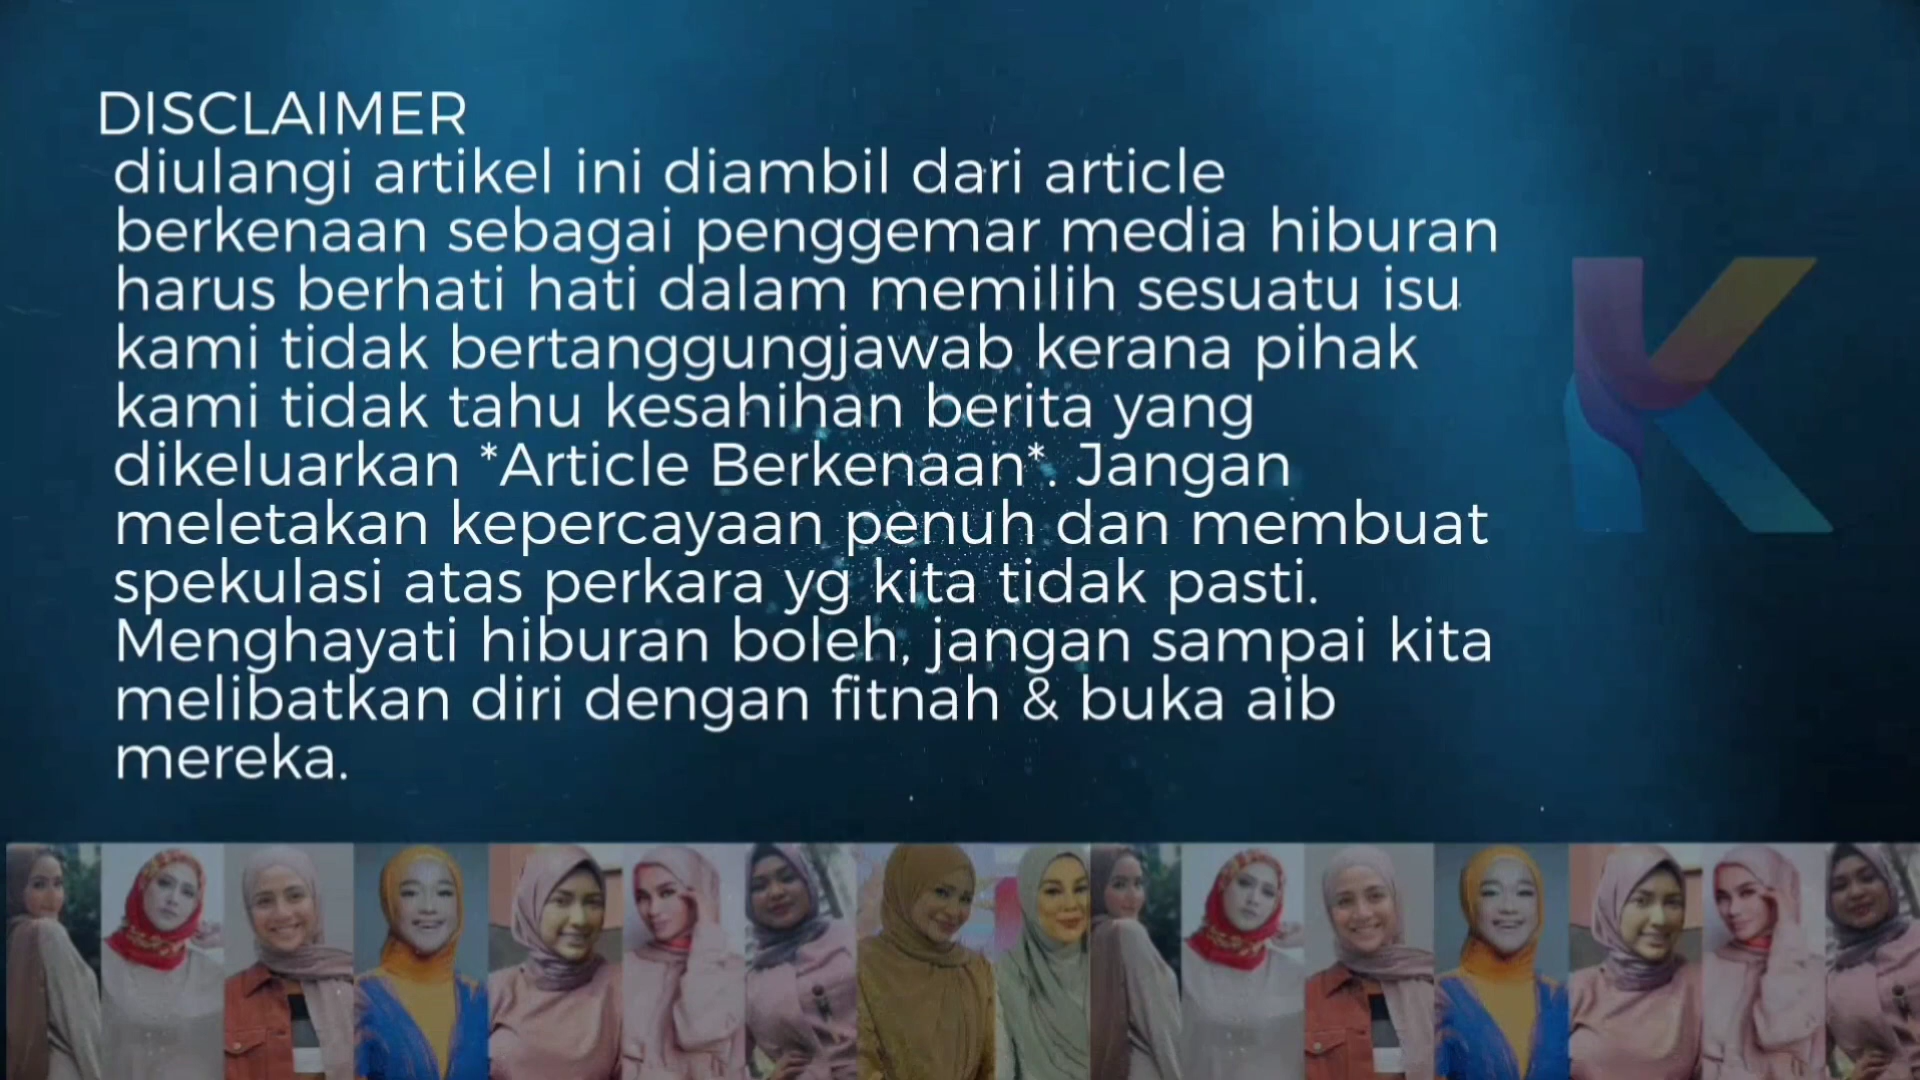 DISCLAIMER
diulangi artikel ini diambil dari article
berkenaan sebagai penggemar media hiburan
harus berhati hati dalam memilih sesuatu isu
kami tidak bertanggungjawab kerana pihak
kami tidak tahu kesahihan berita yang
dikeluarkan *Article Berkenaan*. Jangan
meletakan kepercayaan penuh dan membuat
spekulasi atas perkara yg kita tidak pasti.
Menghayati hiburan boleh, jangan sampai kita
melibatkan diri dengan fitnah & buka aib
mereka.
K